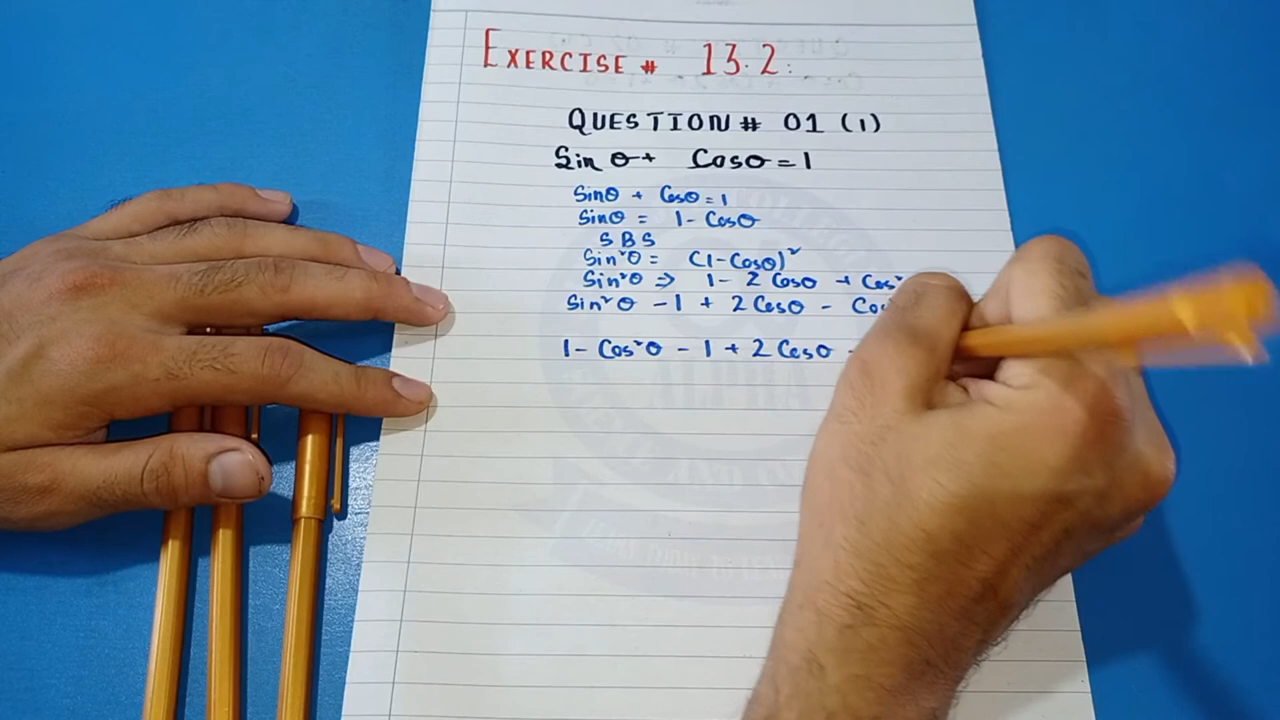 EXERCISE # 13.2:
QUESTION # 01 (1)
Sin θ + Cosθ = 1
Sinθ + Cosθ = 1
Sinθ = 1 - Cosθ
SBS
Sin²θ = (1-Cosθ)²
Sin²θ ⇒ 1 - 2 Cosθ + Cos²
Sin²θ - 1 + 2 Cosθ - Co
1 - Cos²θ - 1 + 2 Cosθ -